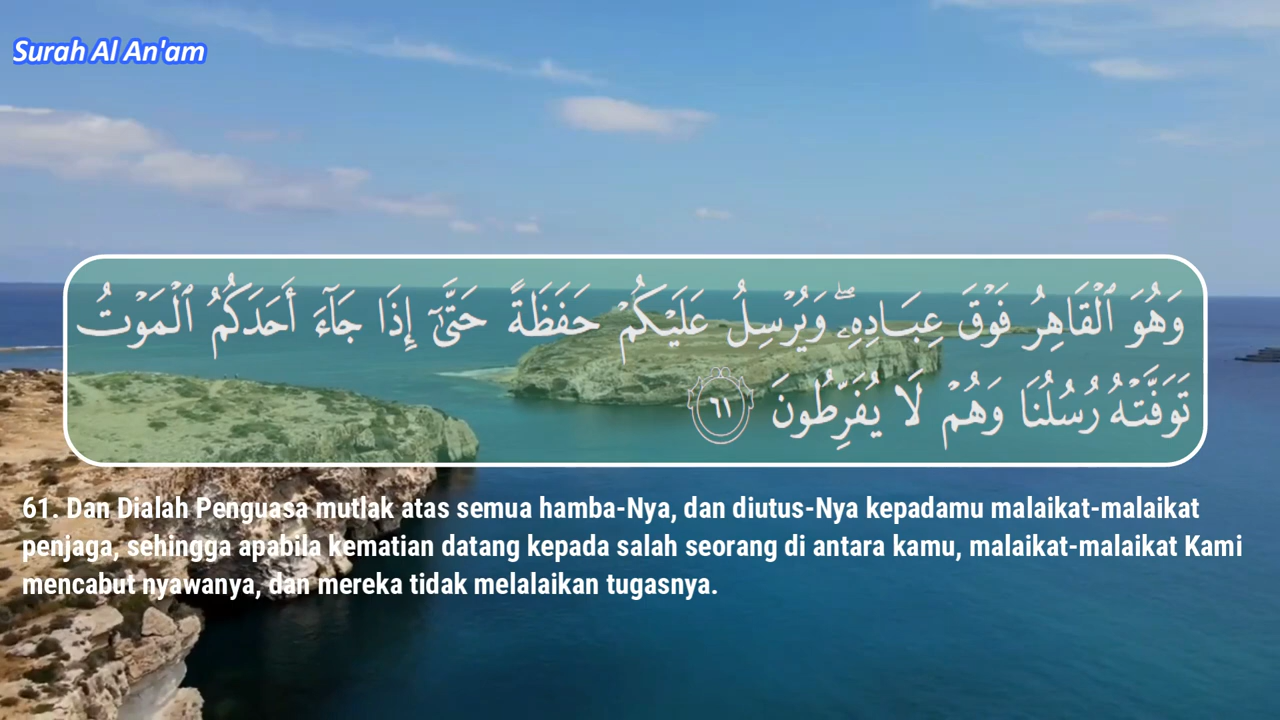 Surah Al An'am
وَهُوَ ٱلْقَاهِرُ فَوْقَ عِبَادِهِۦ ۖ وَيُرْسِلُ عَلَيْكُمْ حَفَظَةً حَتَّىٰٓ إِذَا جَآءَ أَحَدَكُمُ ٱلْمَوْتُ
تَوَفَّتْهُ رُسُلُنَا وَهُمْ لَا يُفَرِّطُونَ ٦١
61. Dan Dialah Penguasa mutlak atas semua hamba-Nya, dan diutus-Nya kepadamu malaikat-malaikat
penjaga, sehingga apabila kematian datang kepada salah seorang di antara kamu, malaikat-malaikat Kami
mencabut nyawanya, dan mereka tidak melalaikan tugasnya.